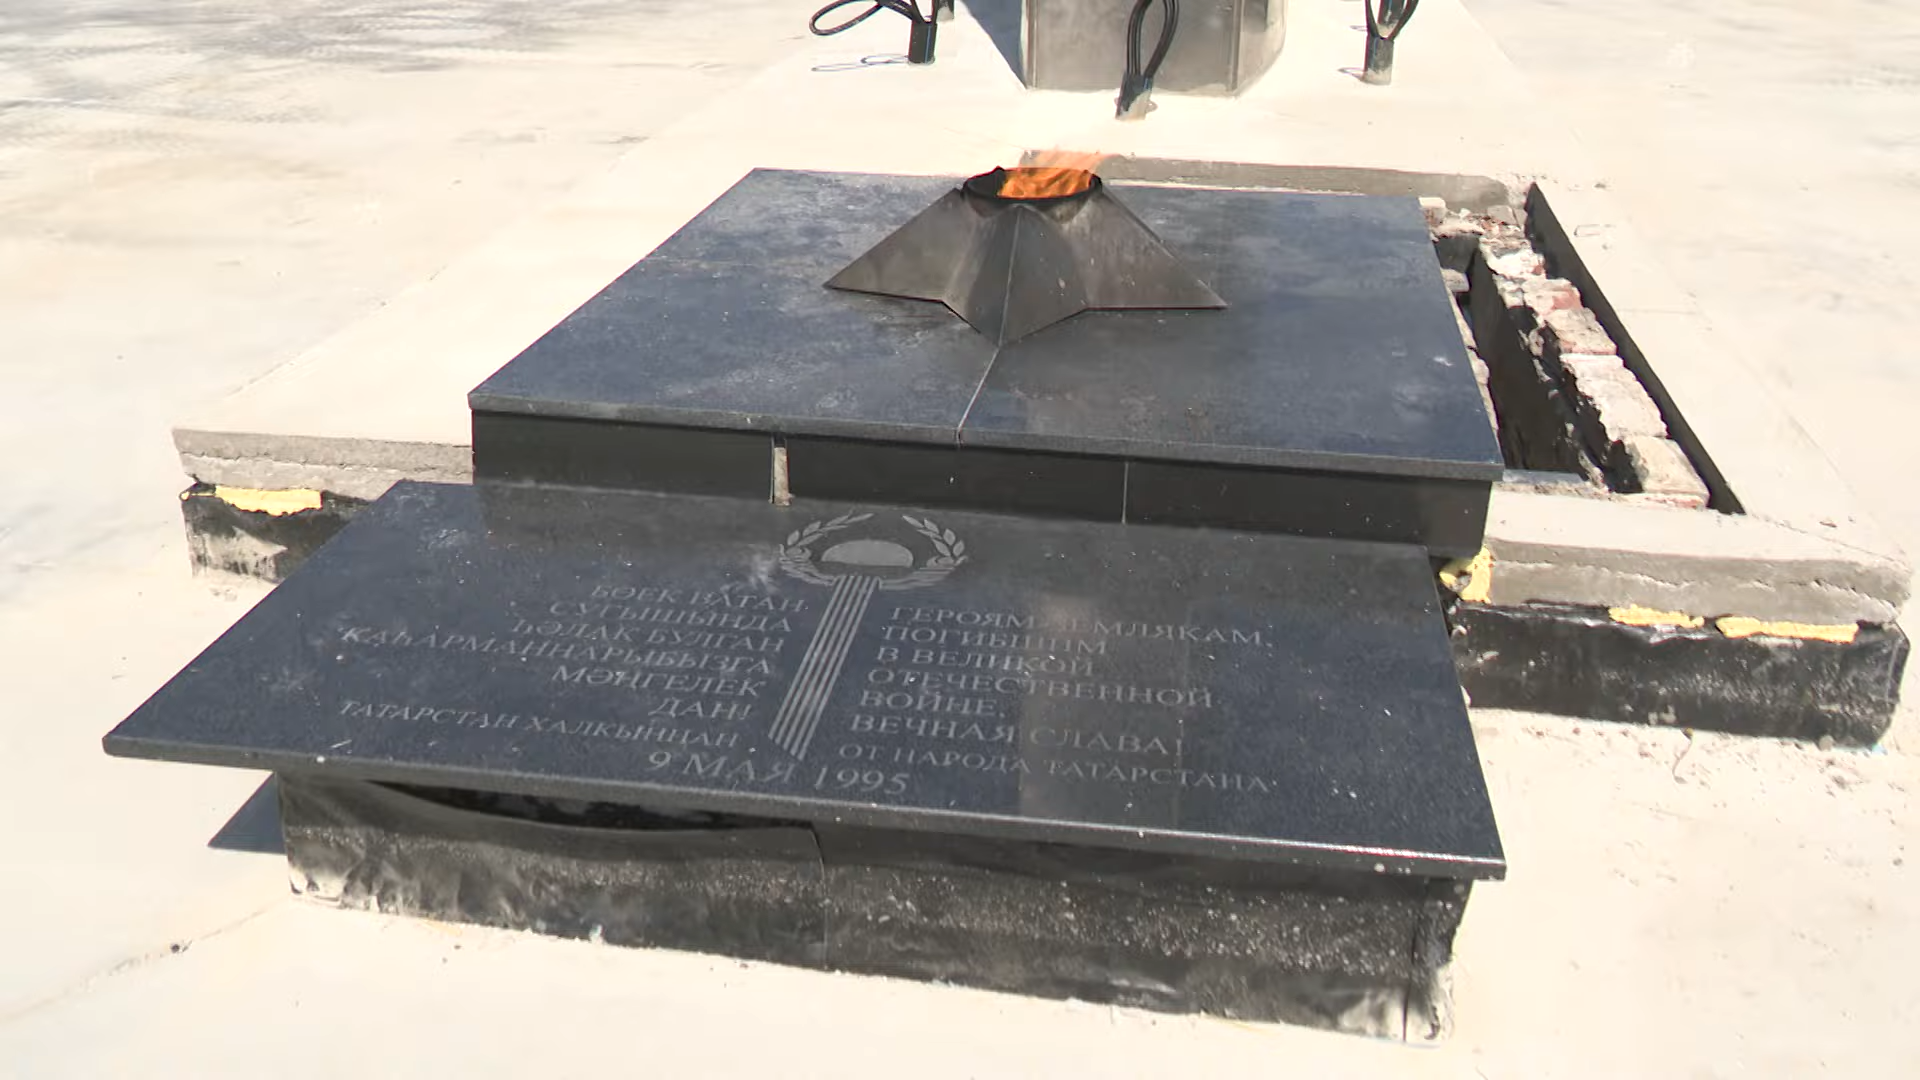 БӨЕК ВАТАН
СУГЫШЫНДА
ҺӘЛАК БУЛГАН
КАҺАРМАННАРЫБЫЗГА
МӘҢГЕЛЕК
ДАН!
ТАТАРСТАН ХАЛКЫННАН
ГЕРОЯМ-ЗЕМЛЯКАМ,
ПОГИБШИМ
В ВЕЛИКОЙ
ОТЕЧЕСТВЕННОЙ
ВОЙНЕ,
ВЕЧНАЯ СЛАВА!
ОТ НАРОДА ТАТАРСТАНА
9 МАЯ 1995